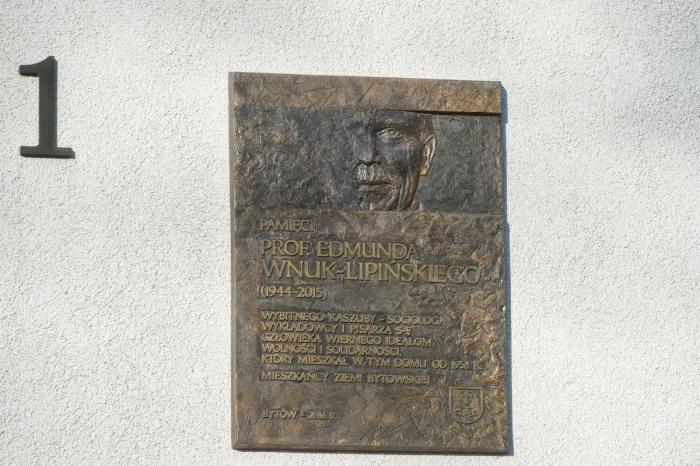 1
PAMIĘCI
PROF. EDMUNDA
WNUK-LIPIŃSKIEGO
(1944-2015)
WYBITNEGO KASZUBY - SOCJOLOGA,
WYKŁADOWCY I PISARZA S-F,
CZŁOWIEKA WIERNEGO IDEAŁOM
WOLNOŚCI I SOLIDARNOŚCI,
KTÓRY MIESZKAŁ W TYM DOMU OD 1958 R.
MIESZKAŃCY ZIEMI BYTOWSKIEJ
BYTÓW - 2016 R.